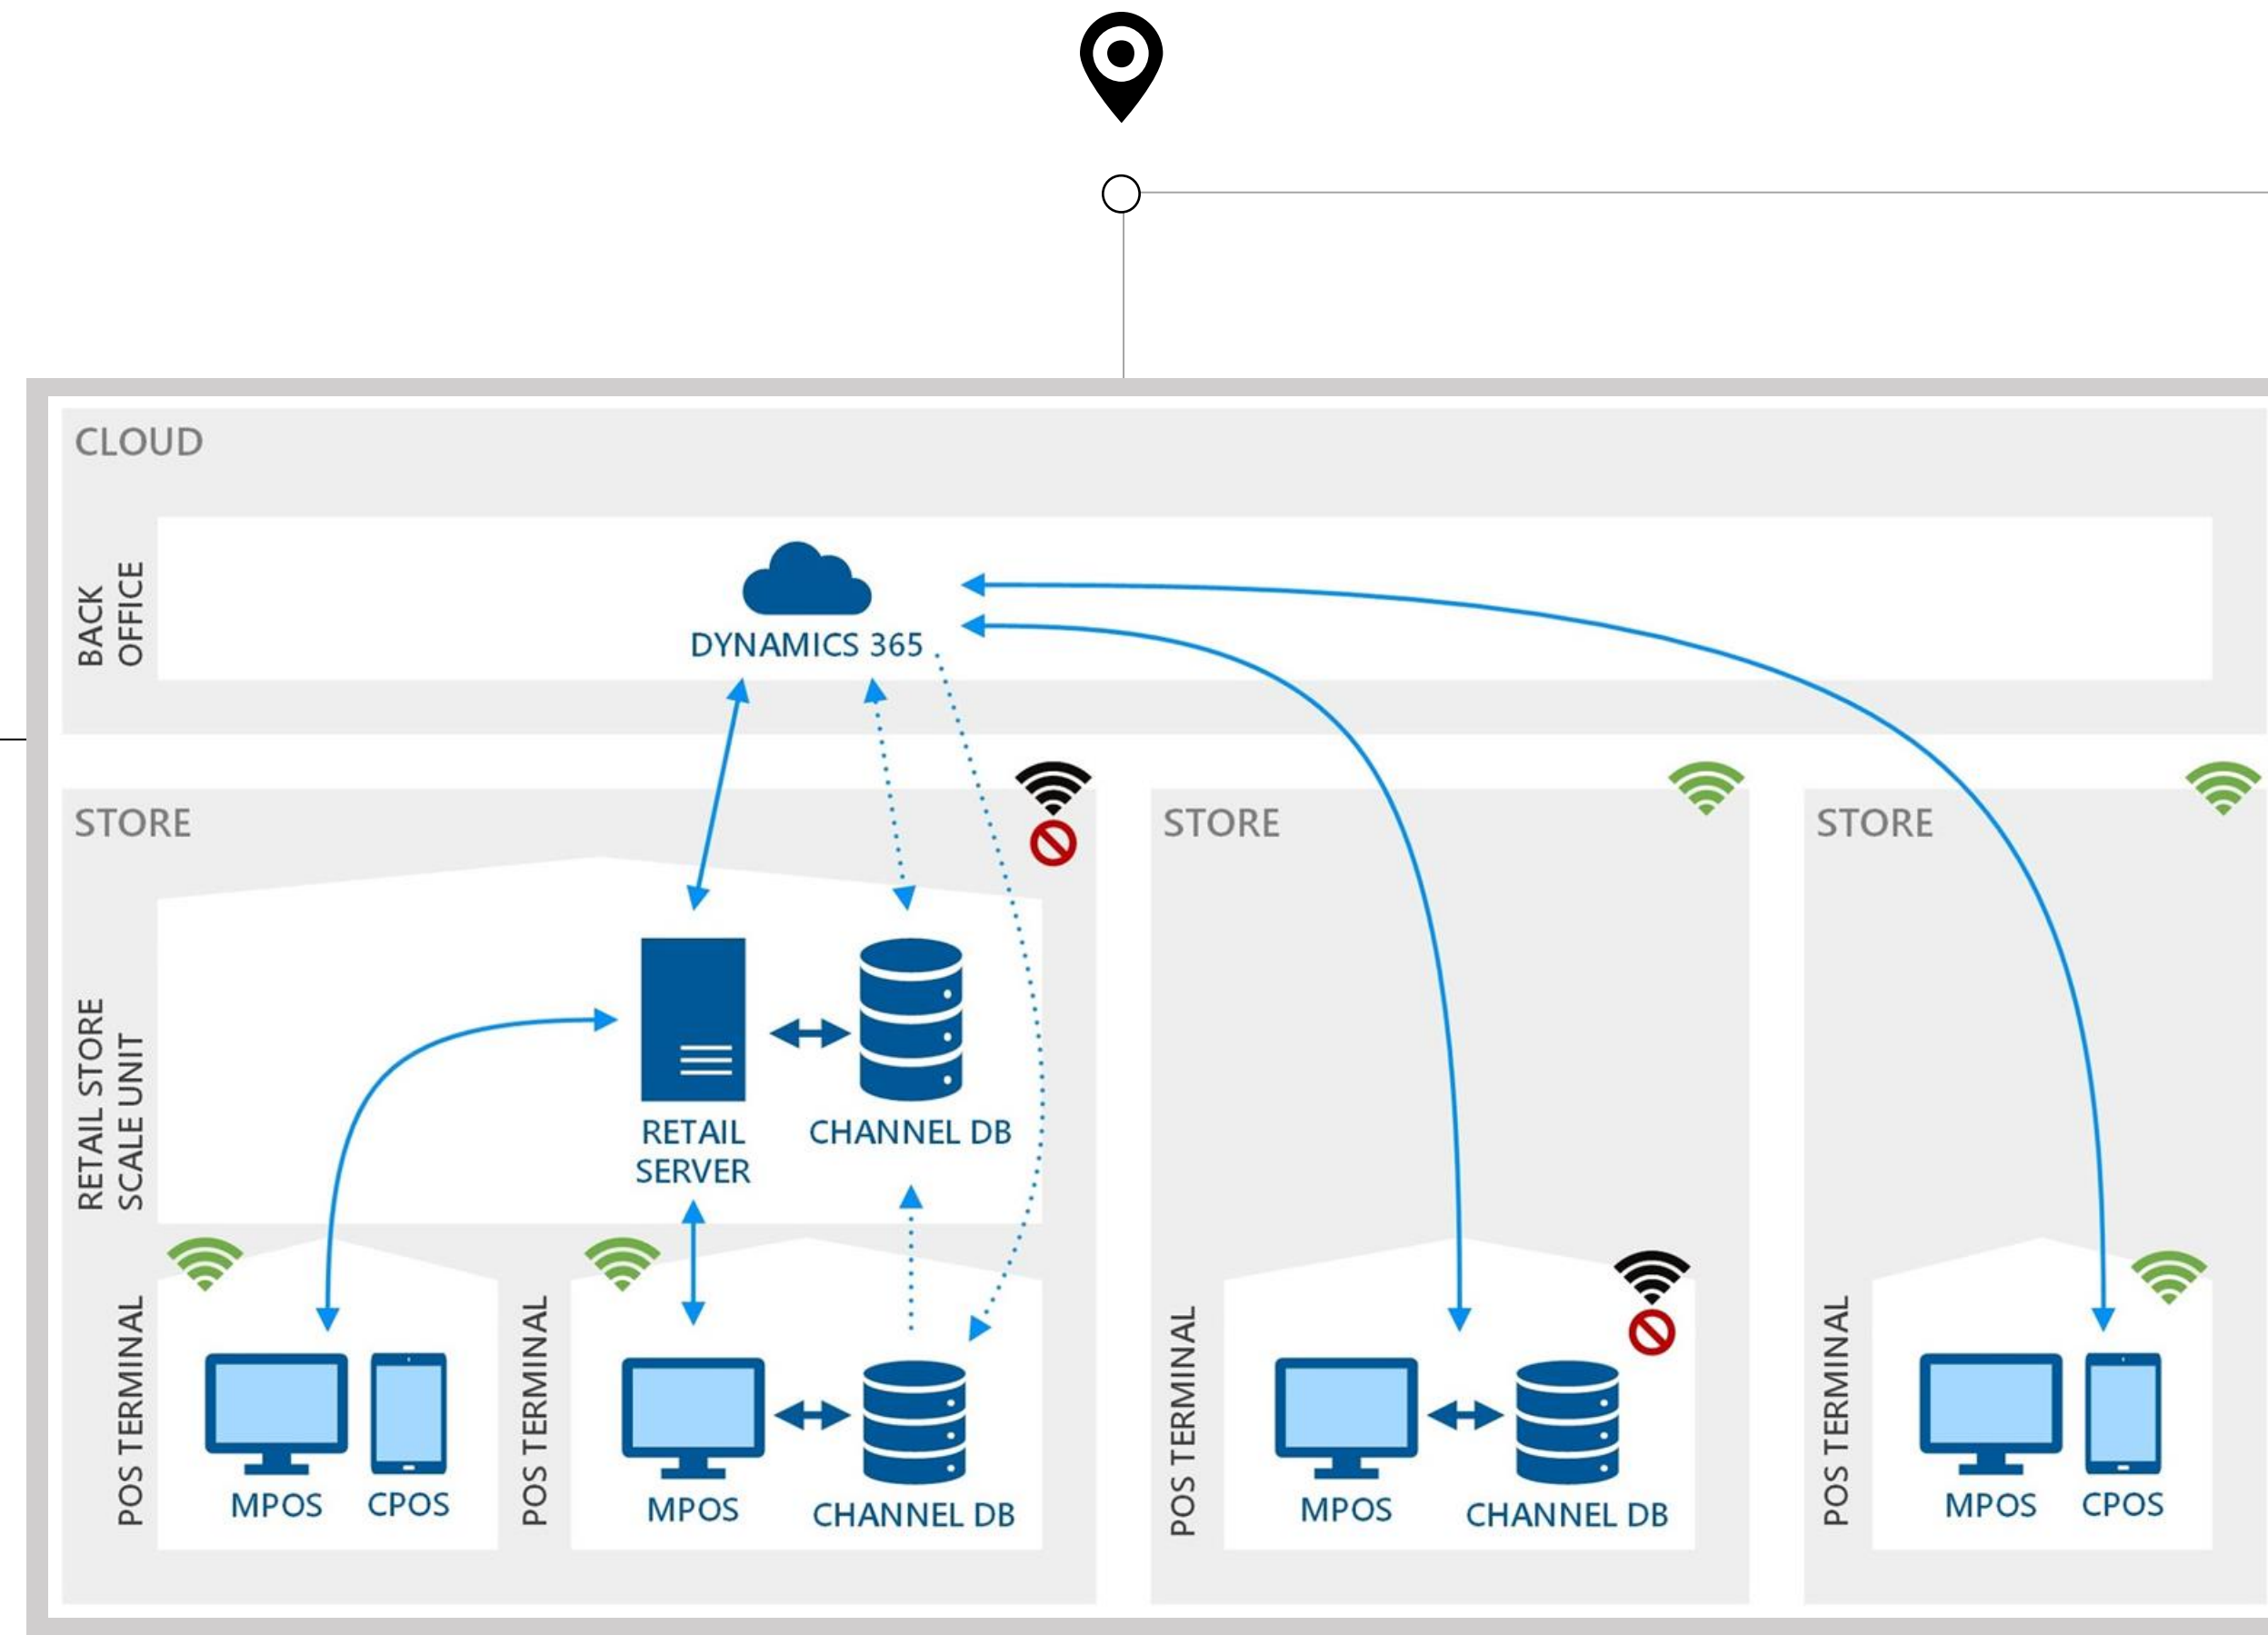 CLOUD
BACK
OFFICE
DYNAMICS 365
STORE
STORE
STORE
RETAIL STORE
SCALE UNIT
RETAIL
SERVER
CHANNEL DB
POS TERMINAL
MPOS
CPOS
POS TERMINAL
MPOS
CHANNEL DB
POS TERMINAL
MPOS
CHANNEL DB
POS TERMINAL
MPOS
CPOS